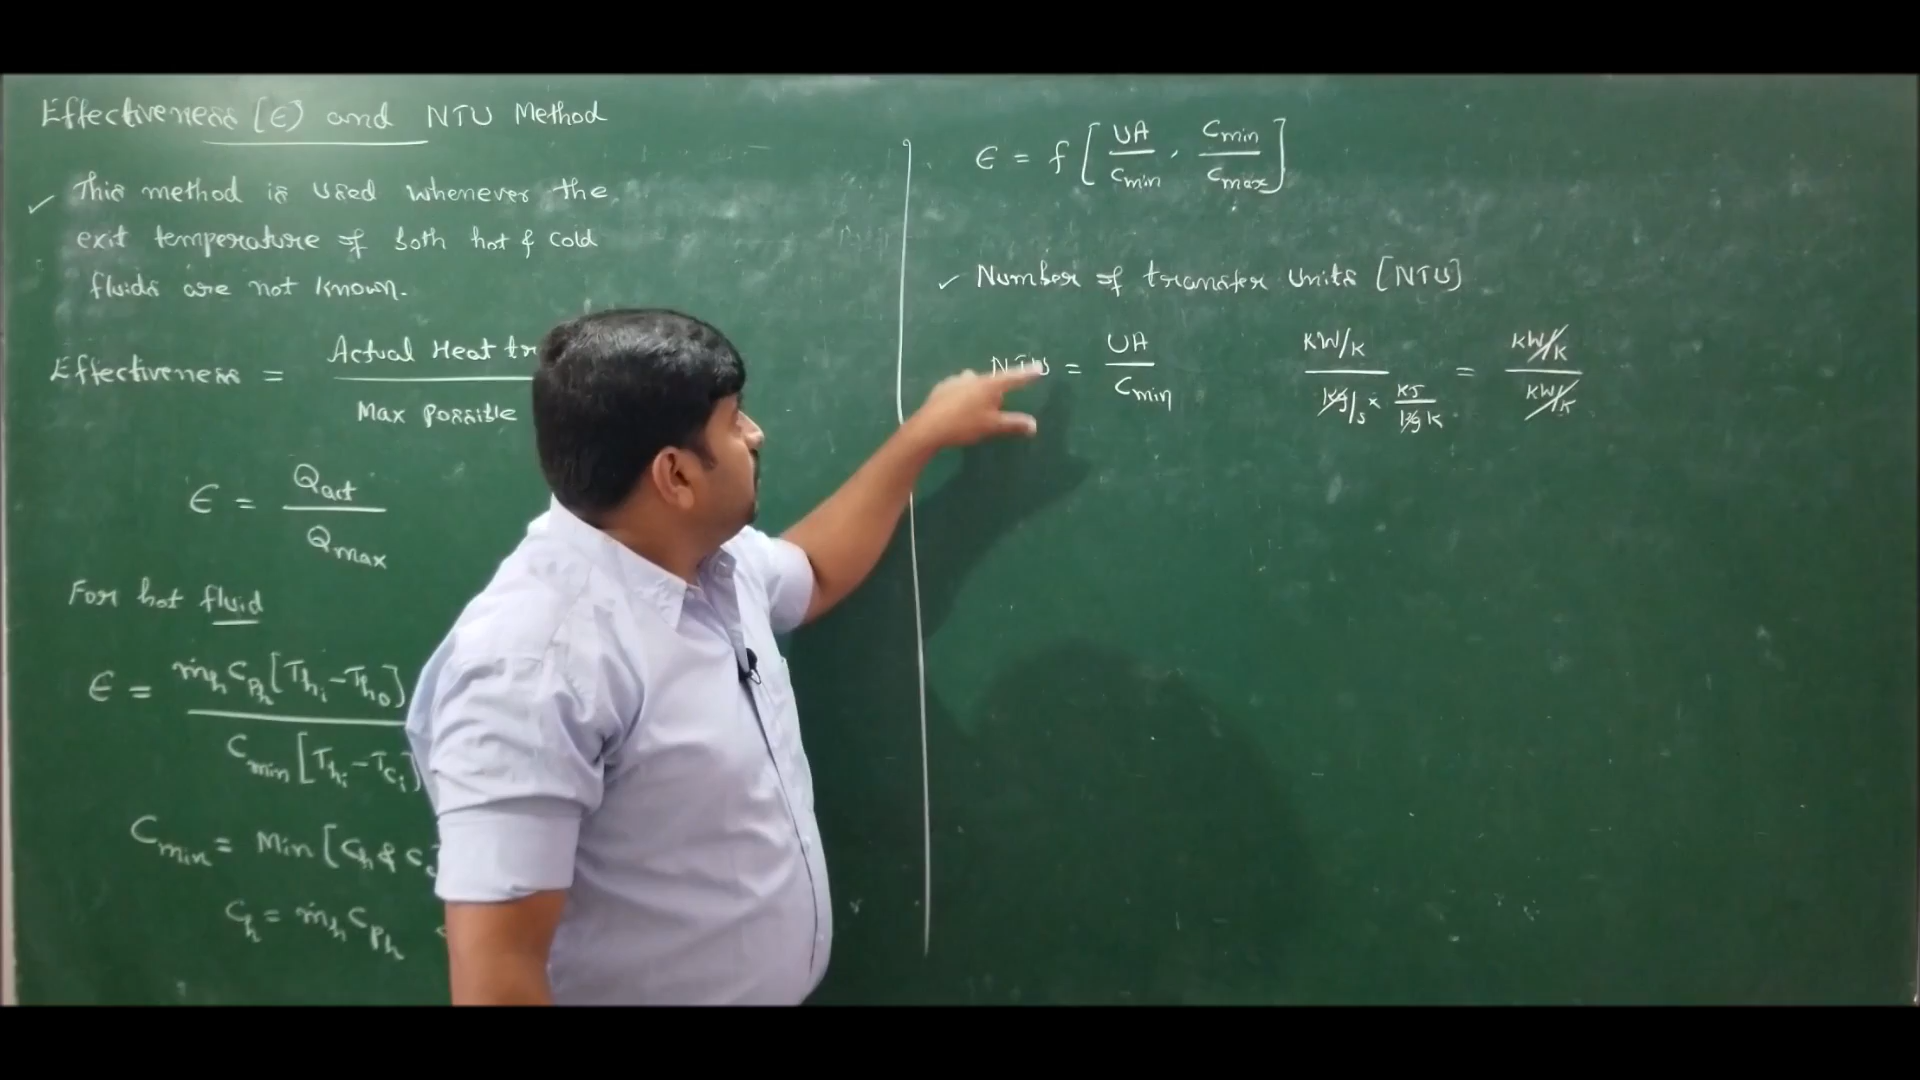 Effectiveness [ϵ] and NTU Method
✓ This method is used whenever the
exit temperature of both hot & cold
fluids are not known.
Effectiveness = Actual Heat
Max Possible
ϵ = Qact / Qmax
For hot fluid
ϵ = ṁh Cph [Thi - Tho] / Cmin [Thi - Tci]
Cmin = Min [Ch & Cc
Ch = ṁh Cph
ϵ = f [ UA / Cmin , Cmin / Cmax ]
✓ Number of transfer Units [NTU]
NTU = UA / Cmin
kW/K / kg/s × kJ / kg K = kW/K / kW/K